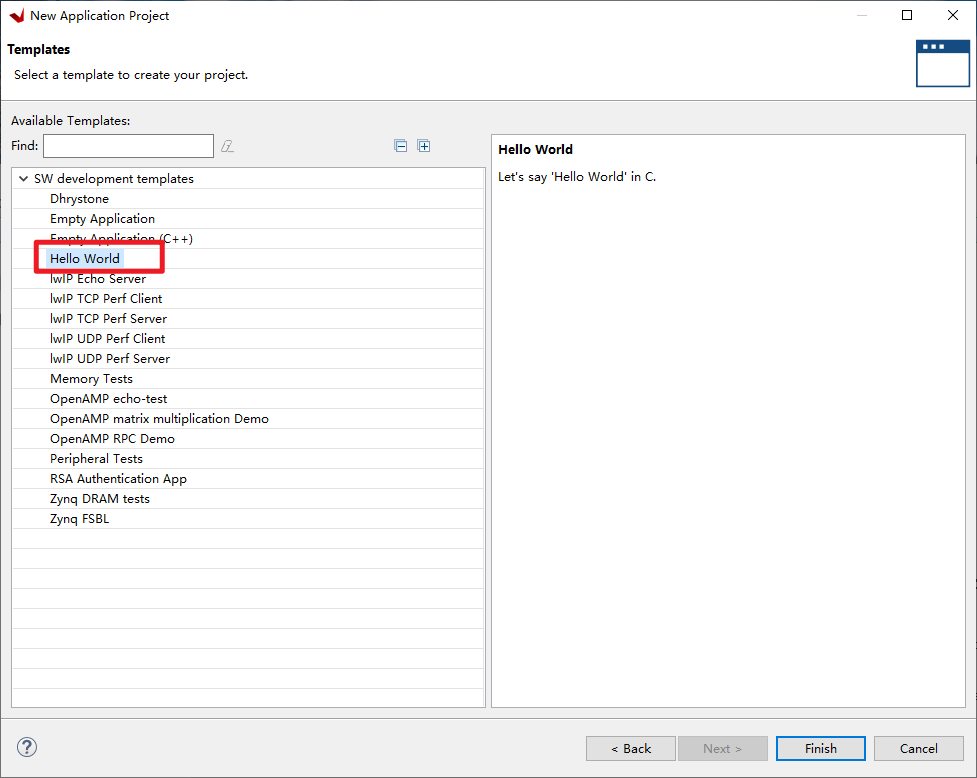 New Application Project
Templates
Select a template to create your project.
Available Templates:
Find:
SW development templates
Dhrystone
Empty Application
Empty Application (C++)
Hello World
lwIP Echo Server
lwIP TCP Perf Client
lwIP TCP Perf Server
lwIP UDP Perf Client
lwIP UDP Perf Server
Memory Tests
OpenAMP echo-test
OpenAMP matrix multiplication Demo
OpenAMP RPC Demo
Peripheral Tests
RSA Authentication App
Zynq DRAM tests
Zynq FSBL
Hello World
Let's say 'Hello World' in C.
?
< Back
Next >
Finish
Cancel